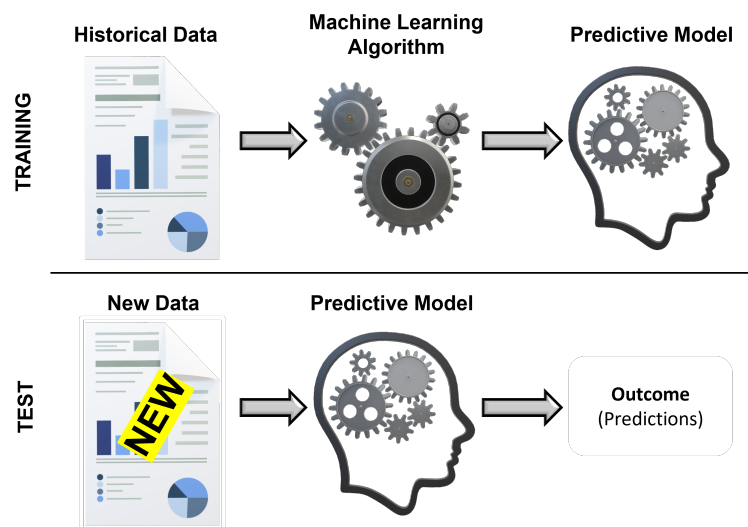 TRAINING
Historical Data
Machine Learning
Algorithm
Predictive Model
TEST
New Data
NEW
Predictive Model
Outcome
(Predictions)